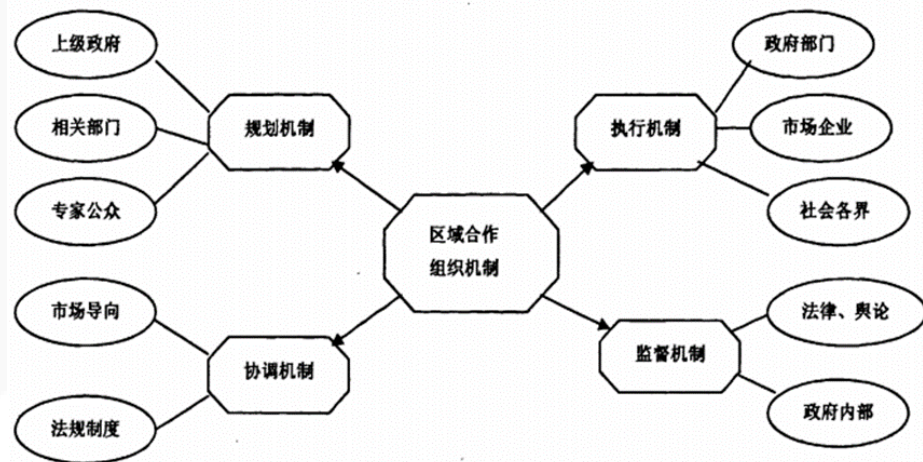 上级政府
相关部门
专家公众
规划机制
政府部门
市场企业
社会各界
执行机制
区域合作
组织机制
市场导向
法规制度
协调机制
法律、舆论
政府内部
监督机制